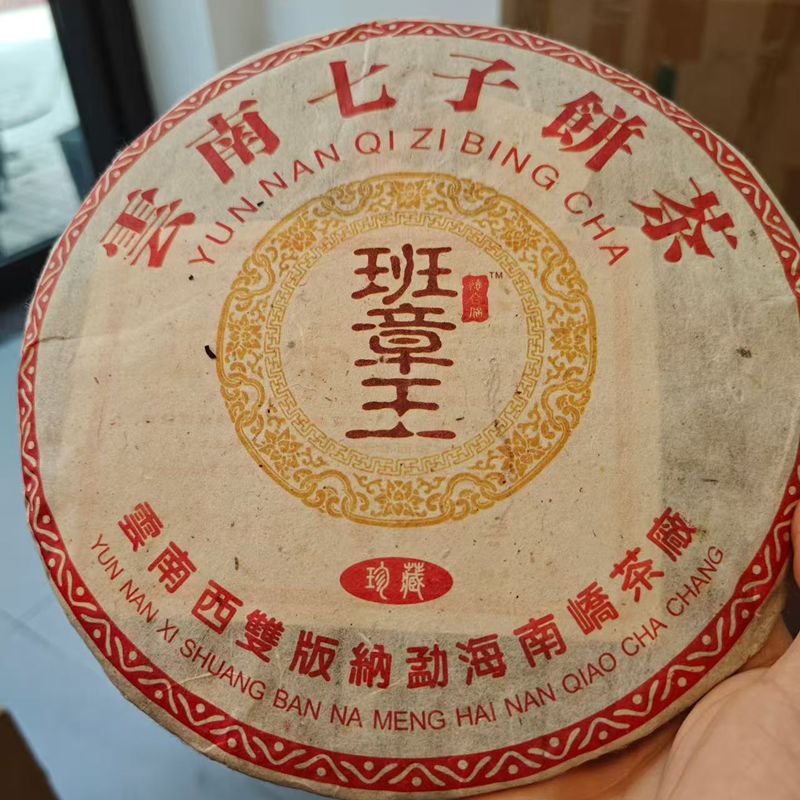 雲南七子餅茶
YUNNAN QI ZI BING CHA
班章王
TM
珍藏
雲南西雙版納勐海南嶠茶廠
YUN NAN XI SHUANG BAN NA MENG HAI NAN QIAO CHA CHANG